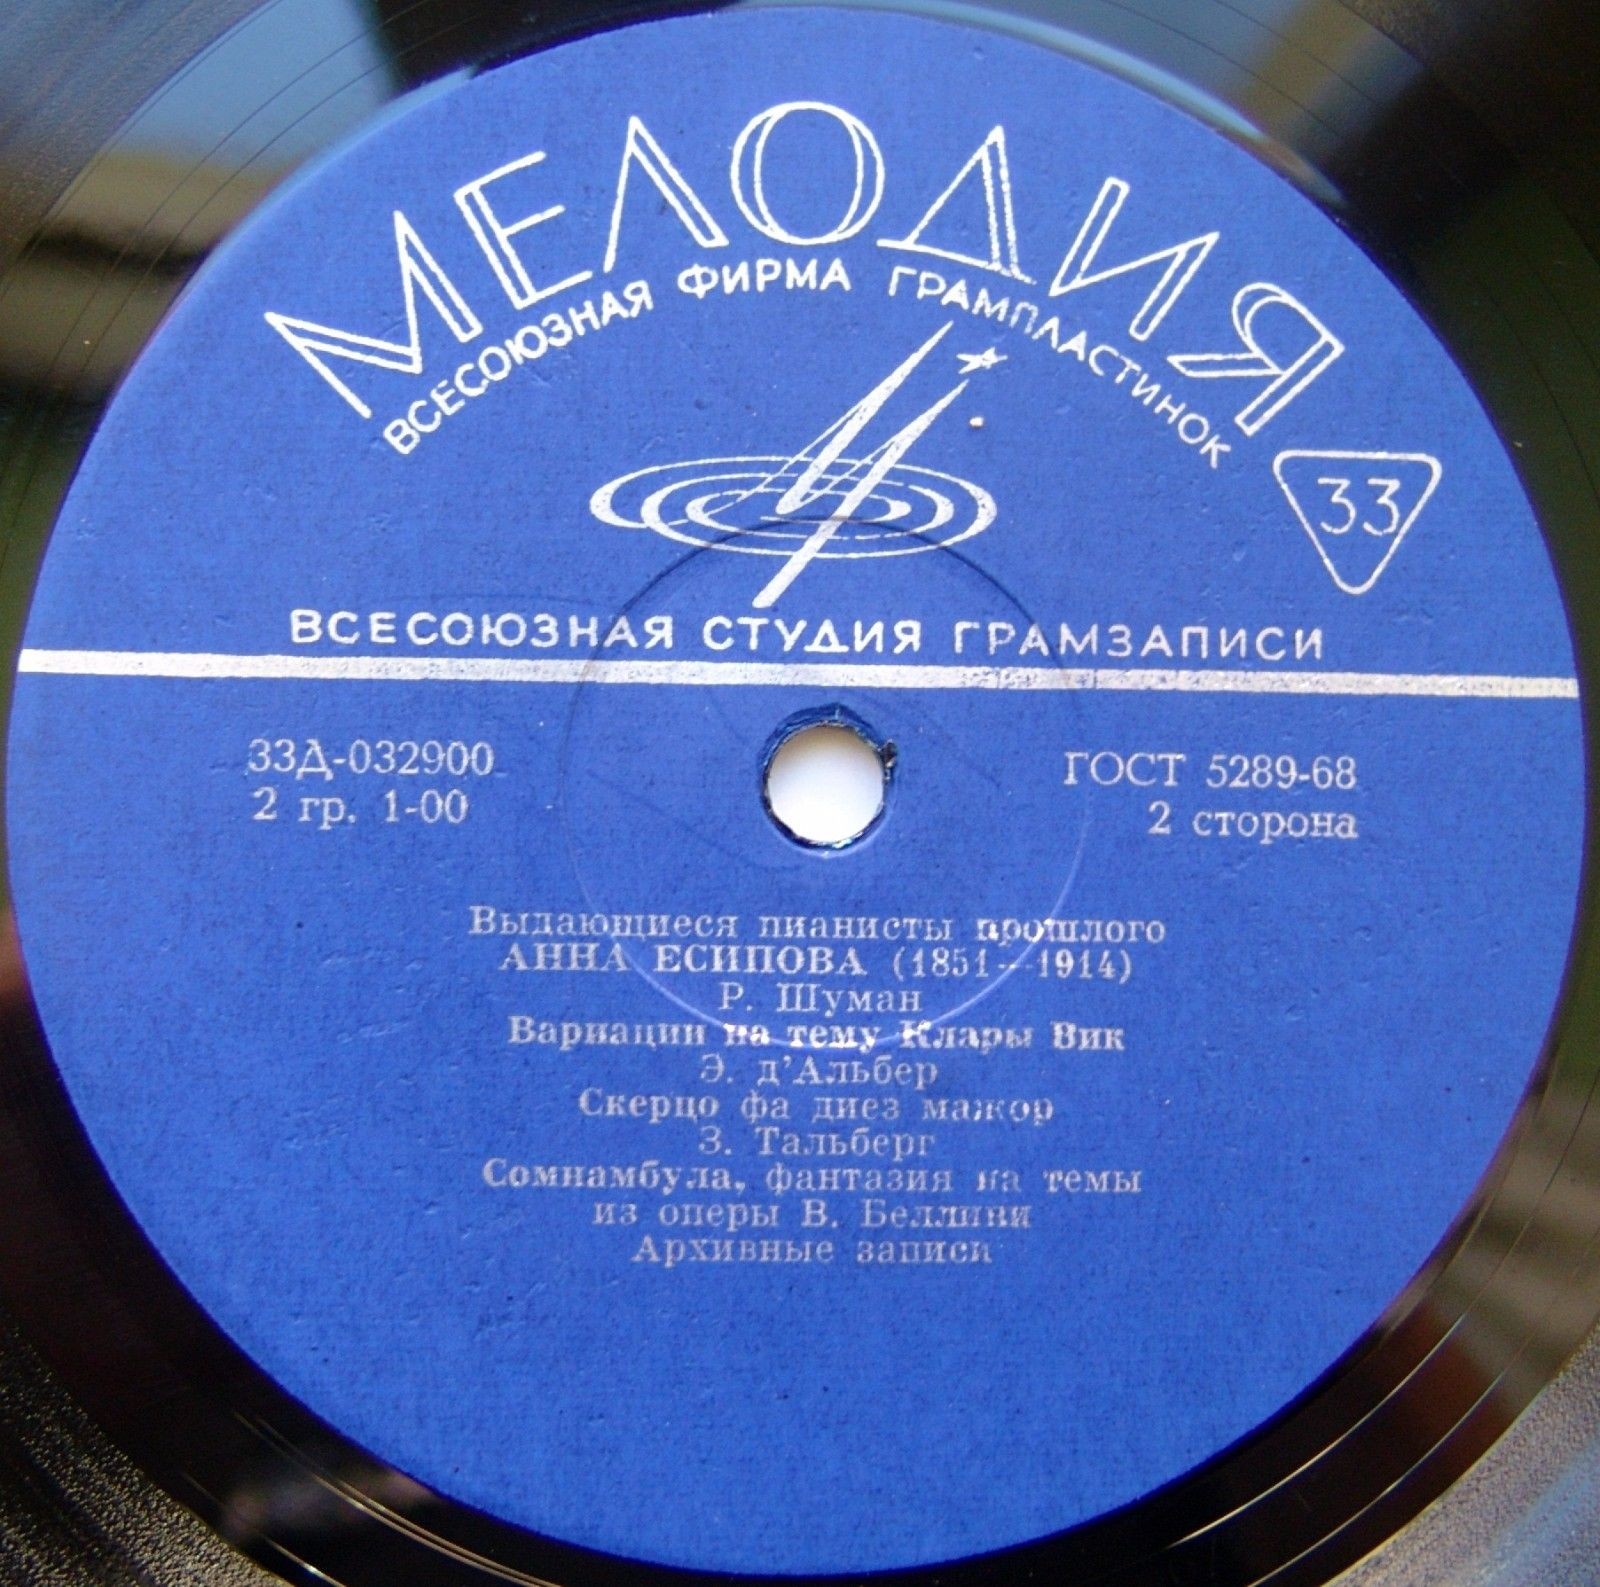 МЕЛОДИЯ
ВСЕСОЮЗНАЯ ФИРМА ГРАМПЛАСТИНОК
33
ВСЕСОЮЗНАЯ СТУДИЯ ГРАМЗАПИСИ
33Д-032900
ГОСТ 5289-68
2 гр. 1-00
2 сторона
Выдающиеся пианисты прошлого
АННА ЕСИПОВА (1851—1914)
Р. Шуман
Вариации на тему Клары Вик
Э. д'Альбер
Скерцо фа диез мажор
З. Тальберг
Сомнамбула, фантазия на темы
из оперы В. Беллини
Архивные записи